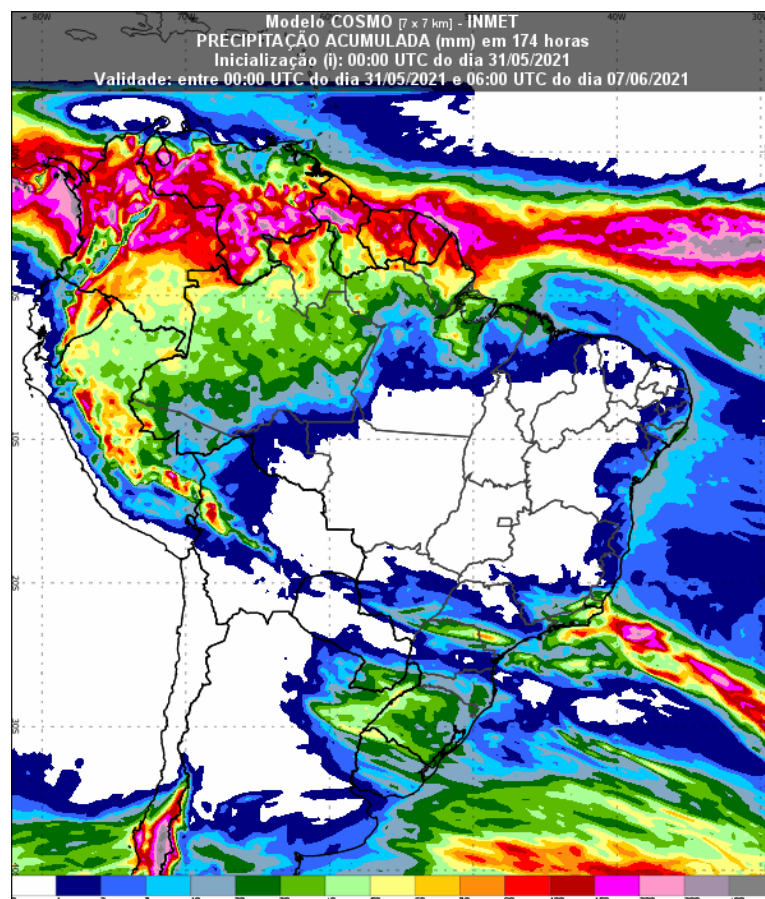 80W 70W 40W 30W
Modelo COSMO [7 x 7 km] - INMET
PRECIPITAÇÃO ACUMULADA (mm) em 174 horas
Inicialização (i): 00:00 UTC do dia 31/05/2021
Validade: entre 00:00 UTC do dia 31/05/2021 e 06:00 UTC do dia 07/06/2021
10S
20S
30S